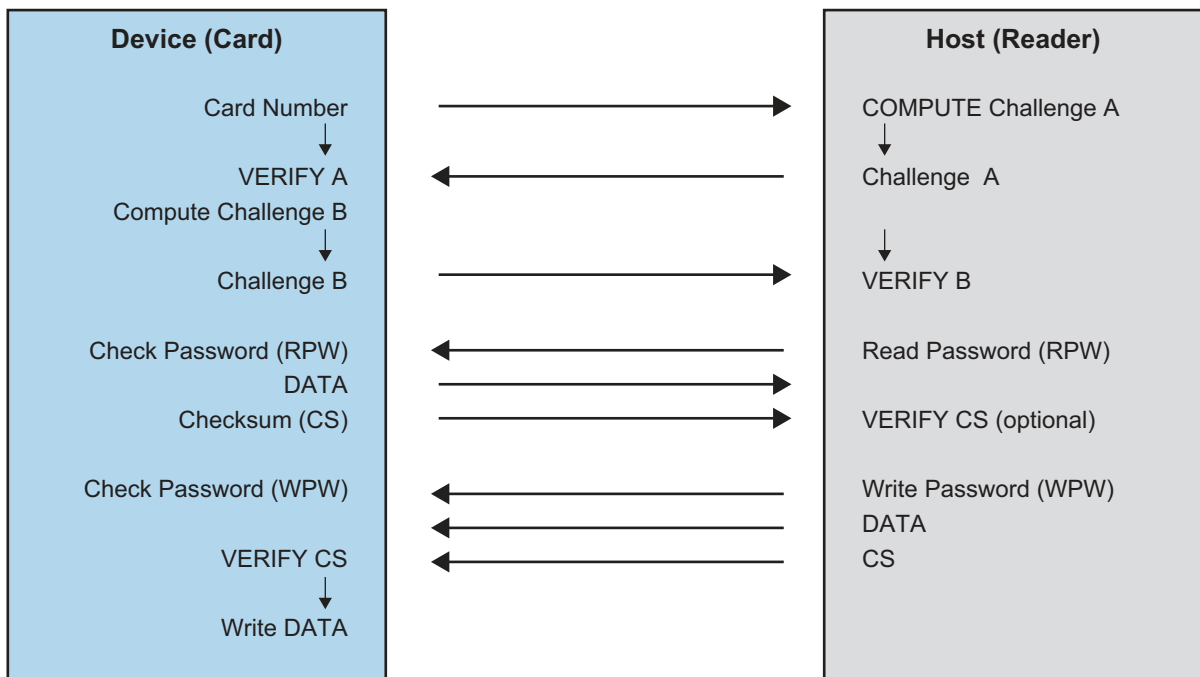 Device (Card)
Host (Reader)
Card Number
COMPUTE Challenge A
VERIFY A
Challenge A
Compute Challenge B
Challenge B
VERIFY B
Check Password (RPW)
Read Password (RPW)
DATA
Checksum (CS)
VERIFY CS (optional)
Check Password (WPW)
Write Password (WPW)
DATA
VERIFY CS
CS
Write DATA